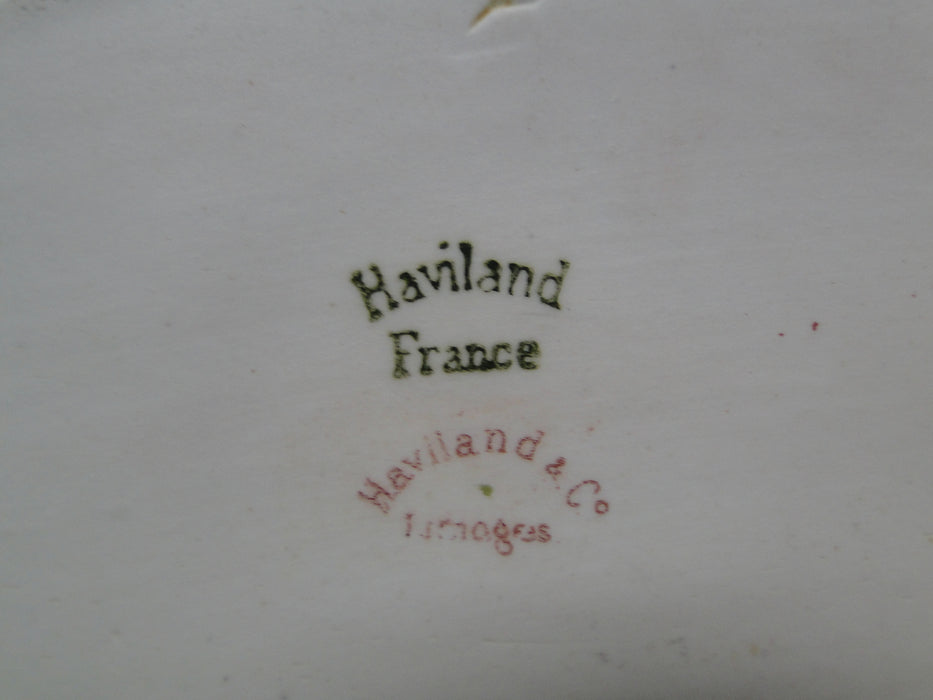 Haviland
France
Haviland & Co
Limoges